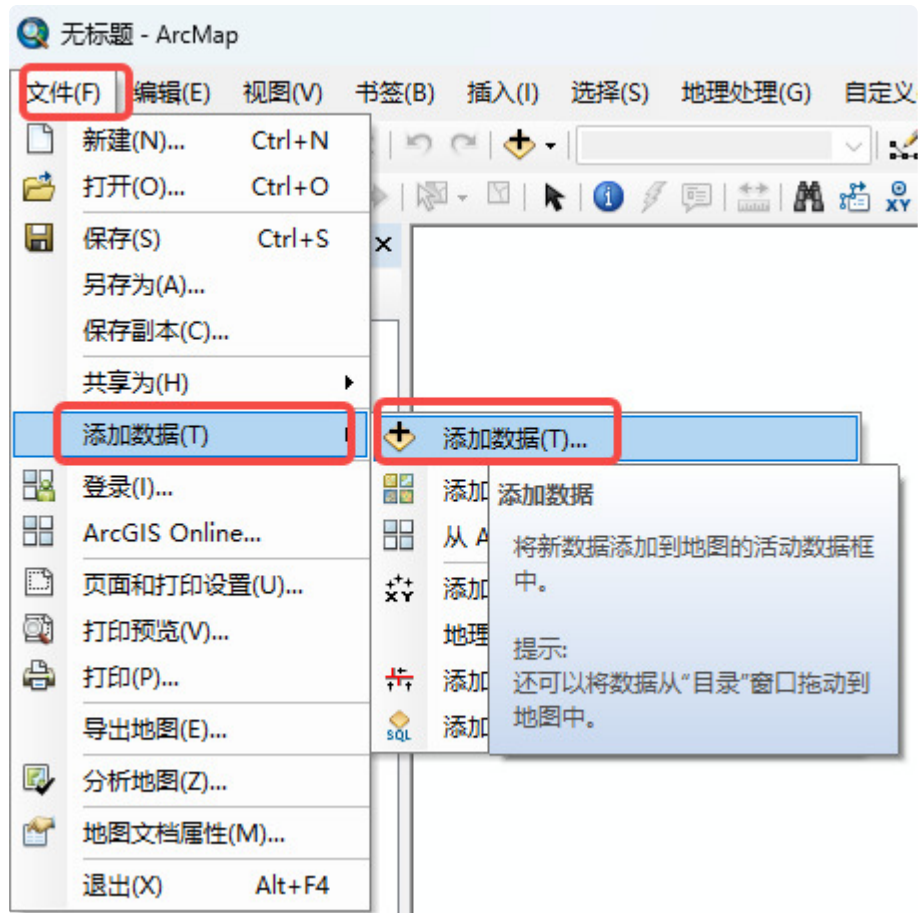 无标题 - ArcMap
文件(F) 编辑(E) 视图(V) 书签(B) 插入(I) 选择(S) 地理处理(G) 自定义
新建(N)... Ctrl+N
打开(O)... Ctrl+O
XY
保存(S) Ctrl+S
另存为(A)...
保存副本(C)...
共享为(H)
添加数据(T)
添加数据(T)...
登录(I)...
添加
添加数据
ArcGIS Online...
从 A
将新数据添加到地图的活动数据框
中。
页面和打印设置(U)...
XY
添加
打印预览(V)...
地理
提示:
打印(P)...
添加
还可以将数据从“目录”窗口拖动到
地图中。
导出地图(E)...
SQL
添加
分析地图(Z)...
地图文档属性(M)...
退出(X) Alt+F4